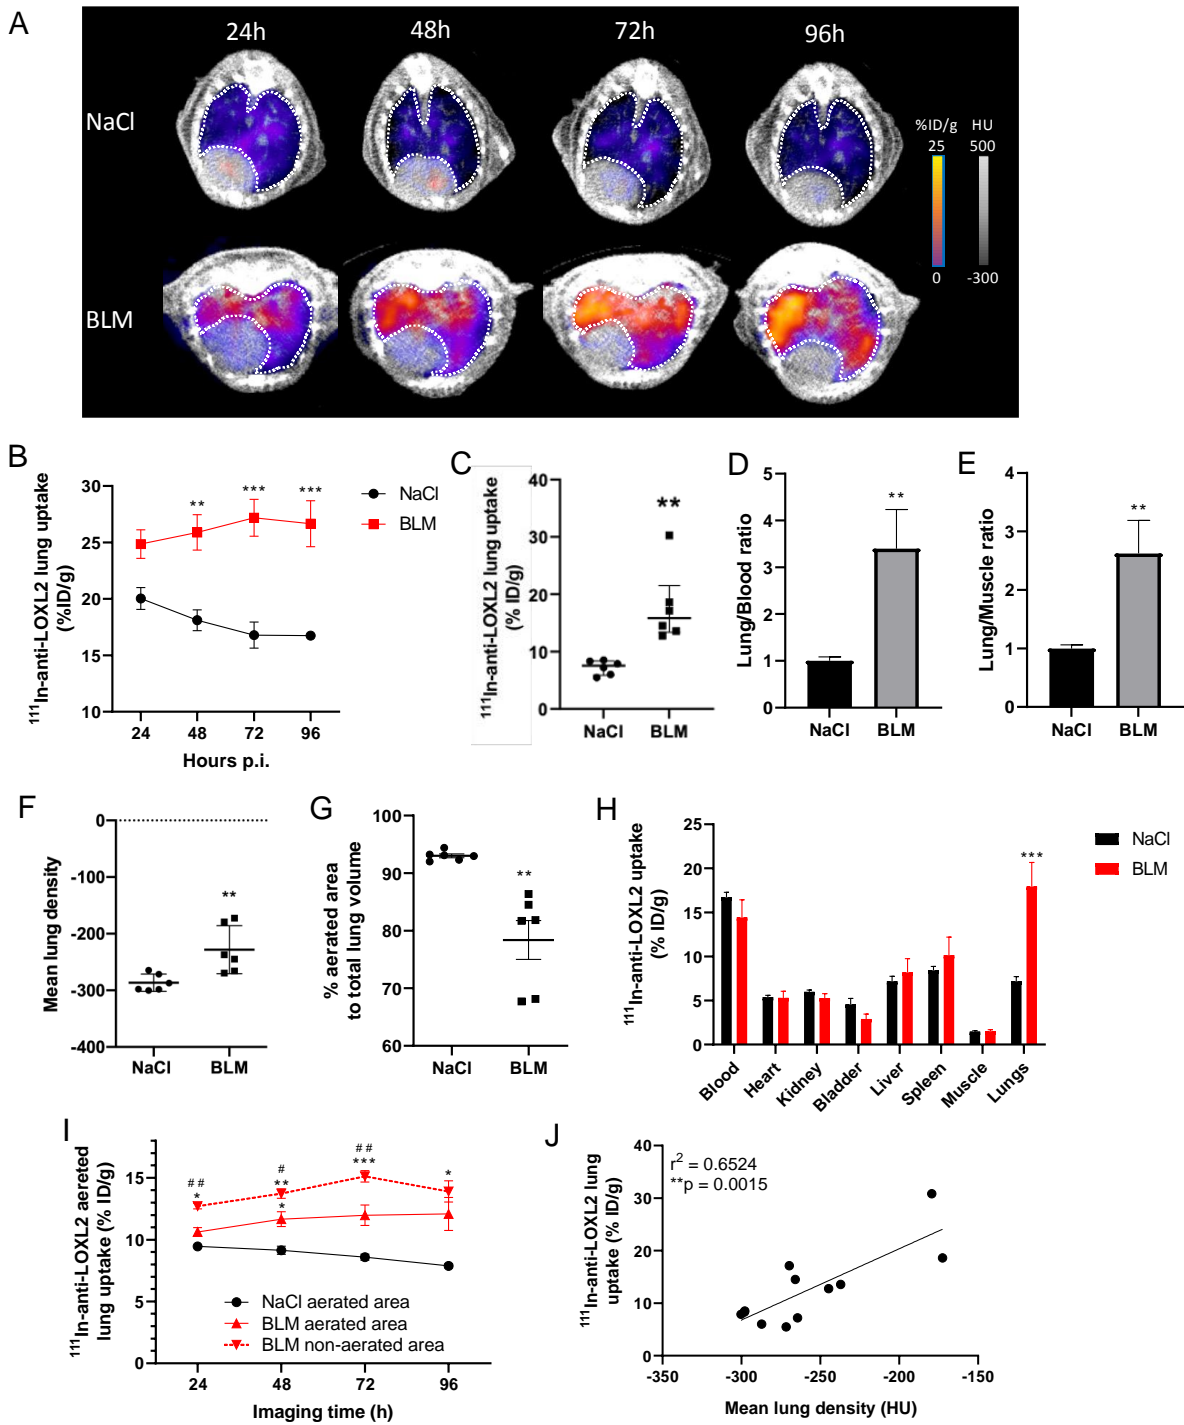 A
24h 48h 72h 96h
NaCl
BLM
%ID/g HU
25 500
0 -300
B
¹¹¹In-anti-LOXL2 lung uptake
(%ID/g)
30
25
20
15
10
** *** ***
24 48 72 96
Hours p.i.
NaCl
BLM
C
¹¹¹In-anti-LOXL2 lung uptake
(% ID/g)
40
30
20
10
0
**
NaCl BLM
D
Lung/Blood ratio
5
4
3
2
1
0
**
NaCl BLM
E
Lung/Muscle ratio
4
3
2
1
0
**
NaCl BLM
F
Mean lung density
0
-100
-200
-300
-400
**
NaCl BLM
G
% aerated area
to total lung volume
100
90
80
70
60
**
NaCl BLM
H
¹¹¹In-anti-LOXL2 uptake
(% ID/g)
25
20
15
10
5
0
***
Blood Heart Kidney Bladder Liver Spleen Muscle Lungs
NaCl
BLM
I
¹¹¹In-anti-LOXL2 aereted
lung uptake (% ID/g)
15
10
5
0
## # ##
* ** *** *
*
NaCl aerated area
BLM aerated area
BLM non-aerated area
24 48 72 96
Imaging time (h)
J
¹¹¹In-anti-LOXL2 lung
uptake (% ID/g)
40
30
20
10
0
r² = 0.6524
**p = 0.0015
-350 -300 -250 -200 -150
Mean lung density (HU)